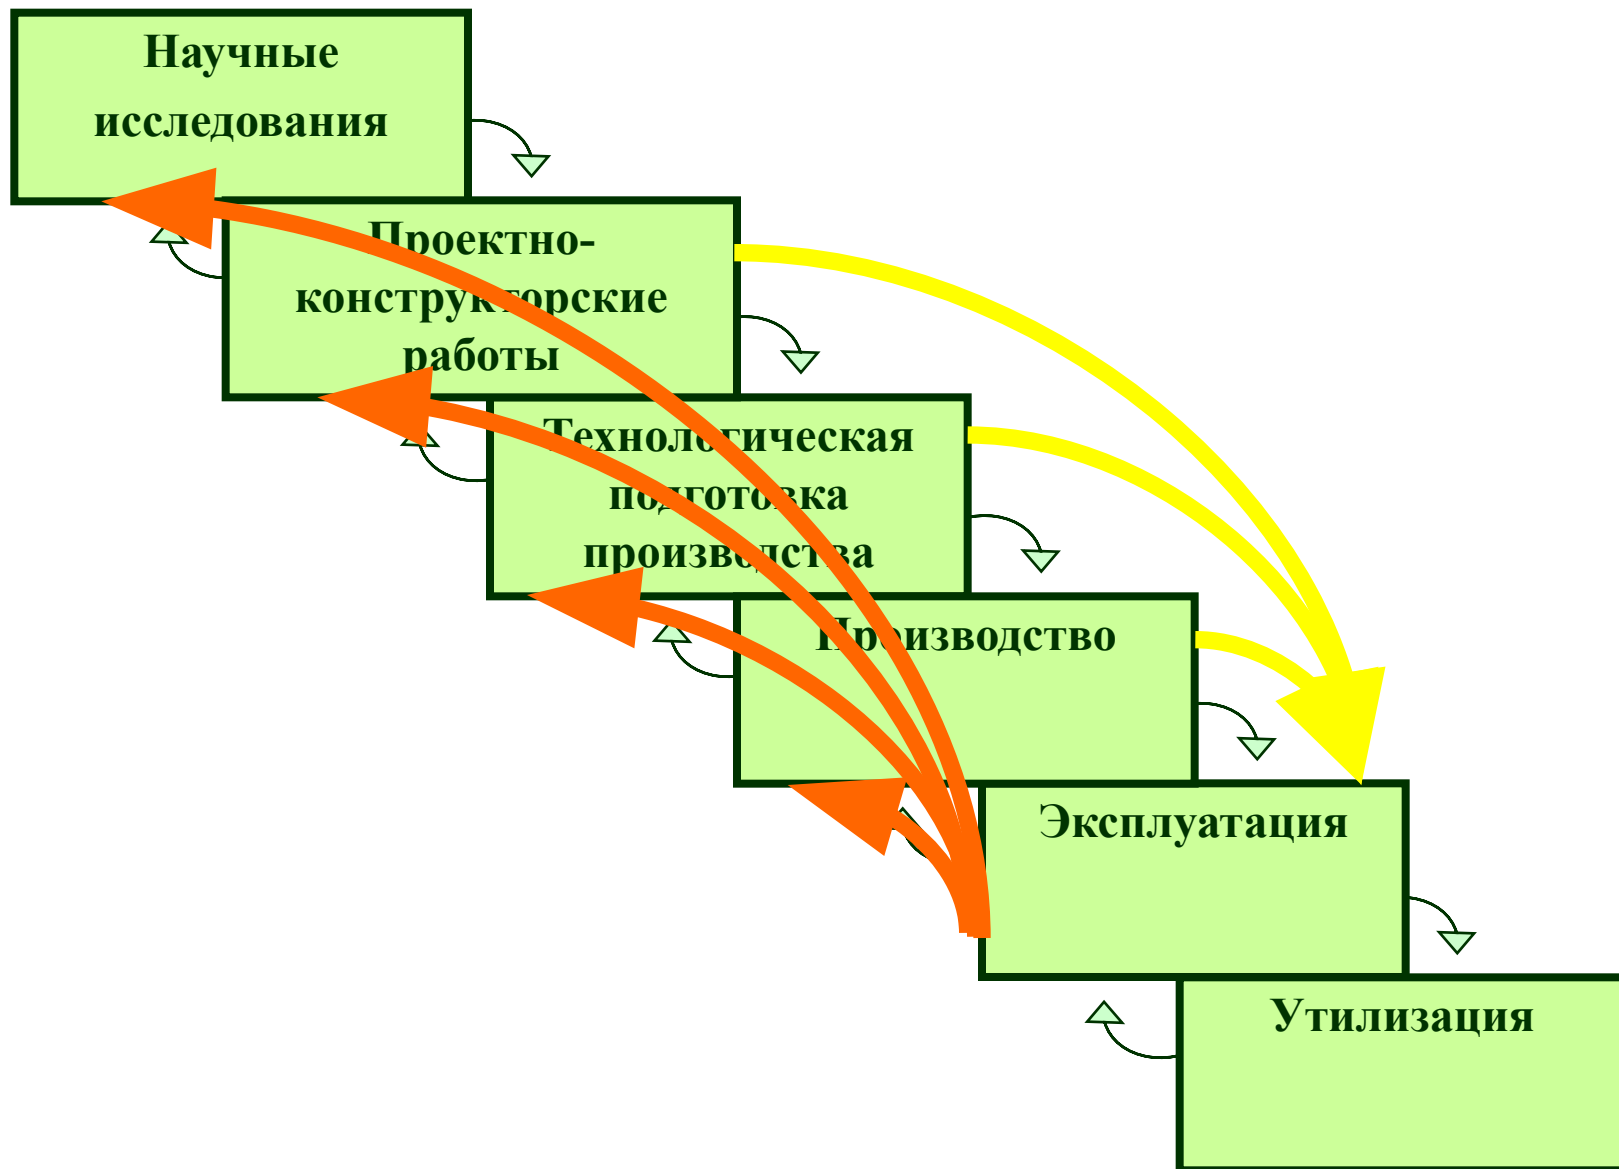 Научные
исследования
Проектно-
конструкторские
работы
Технологическая
подготовка
производства
Производство
Эксплуатация
Утилизация